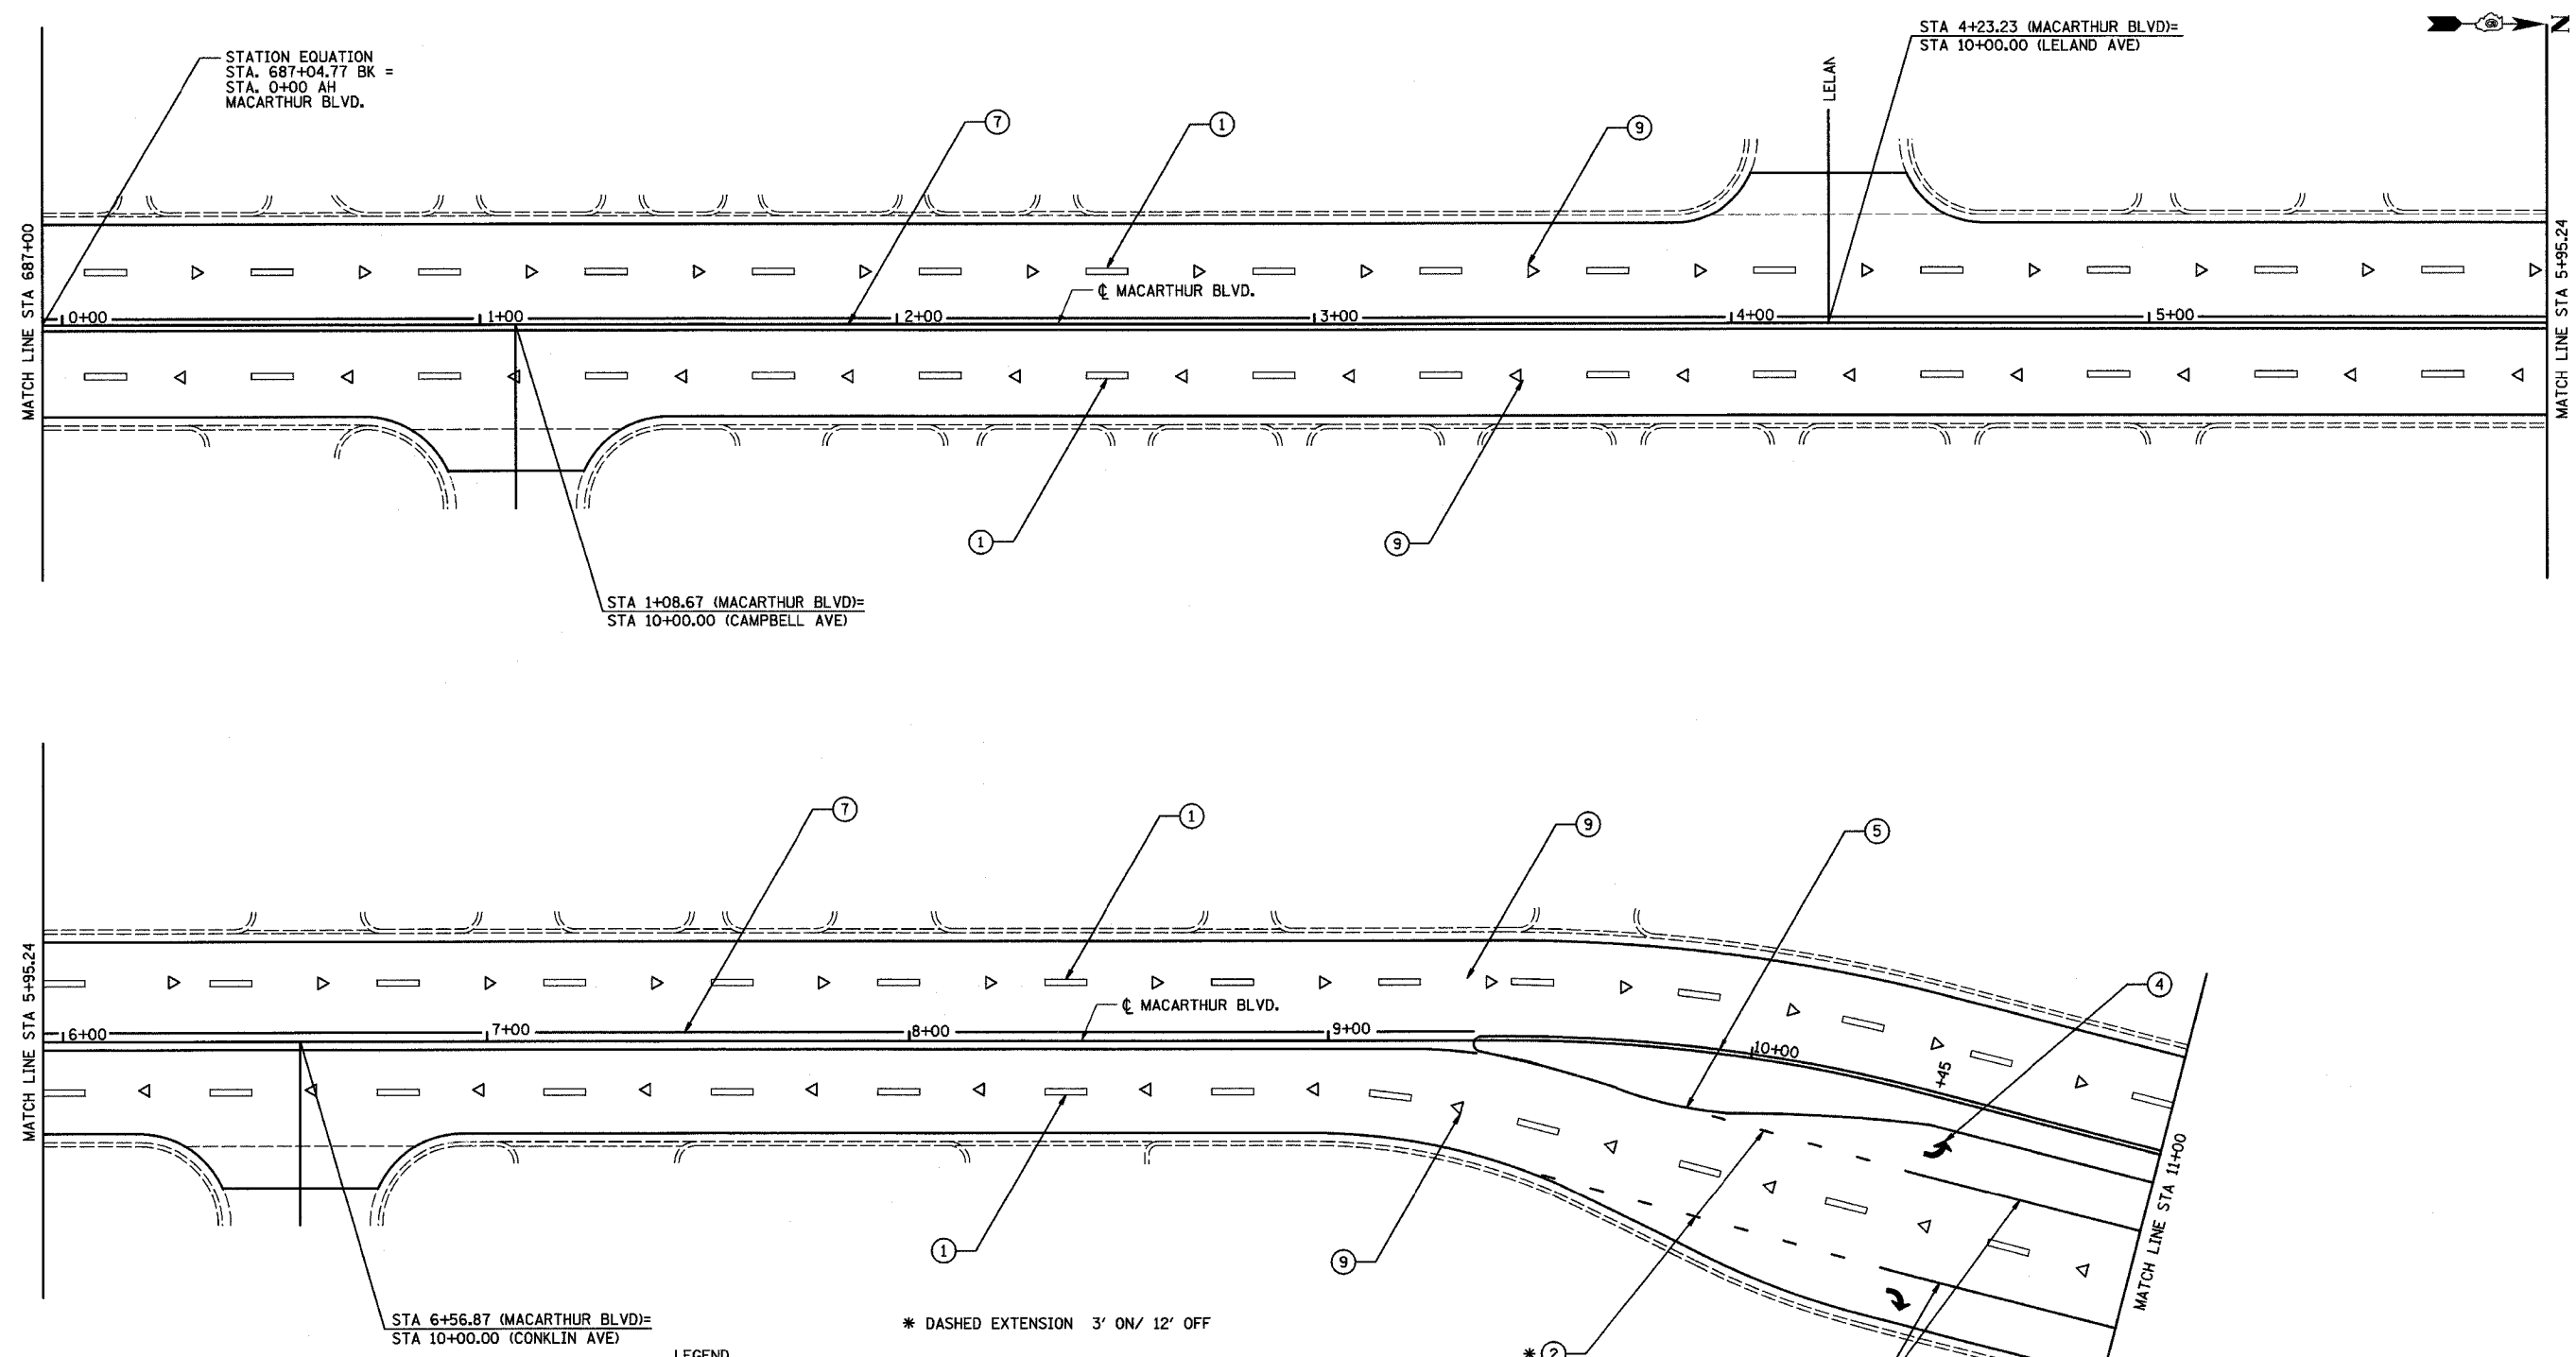 STATION EQUATION
STA. 687+04.77 BK =
STA. 0+00 AH
MACARTHUR BLVD.
STA 4+23.23 (MACARTHUR BLVD)=
STA 10+00.00 (LELAND AVE)
N
LELAN
7
1
9
MATCH LINE STA 687+00
MATCH LINE STA 5+95.24
℄ MACARTHUR BLVD.
0+00
1+00
2+00
3+00
4+00
5+00
1
9
STA 1+08.67 (MACARTHUR BLVD)=
STA 10+00.00 (CAMPBELL AVE)
7
1
9
5
4
MATCH LINE STA 5+95.24
℄ MACARTHUR BLVD.
6+00
7+00
8+00
9+00
10+00
+45
MATCH LINE STA 11+00
1
9
STA 6+56.87 (MACARTHUR BLVD)=
STA 10+00.00 (CONKLIN AVE)
* DASHED EXTENSION 3' ON/ 12' OFF
LEGEND
* 2